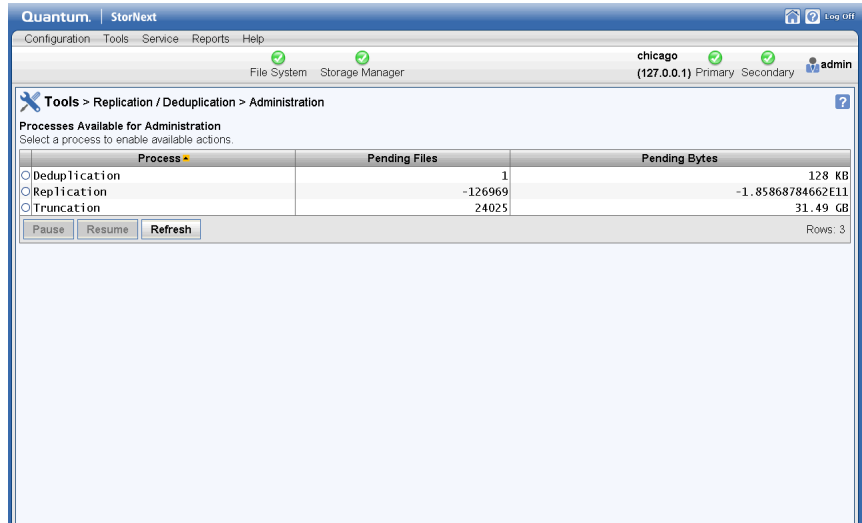 Quantum. StorNext Log Off
Configuration Tools Service Reports Help
File System Storage Manager chicago (127.0.0.1) Primary Secondary admin
Tools > Replication / Deduplication > Administration
Processes Available for Administration
Select a process to enable available actions.
Process Pending Files Pending Bytes
Deduplication 1 128 KB
Replication -126969 -1.85868784662E11
Truncation 24025 31.49 GB
Pause Resume Refresh Rows: 3